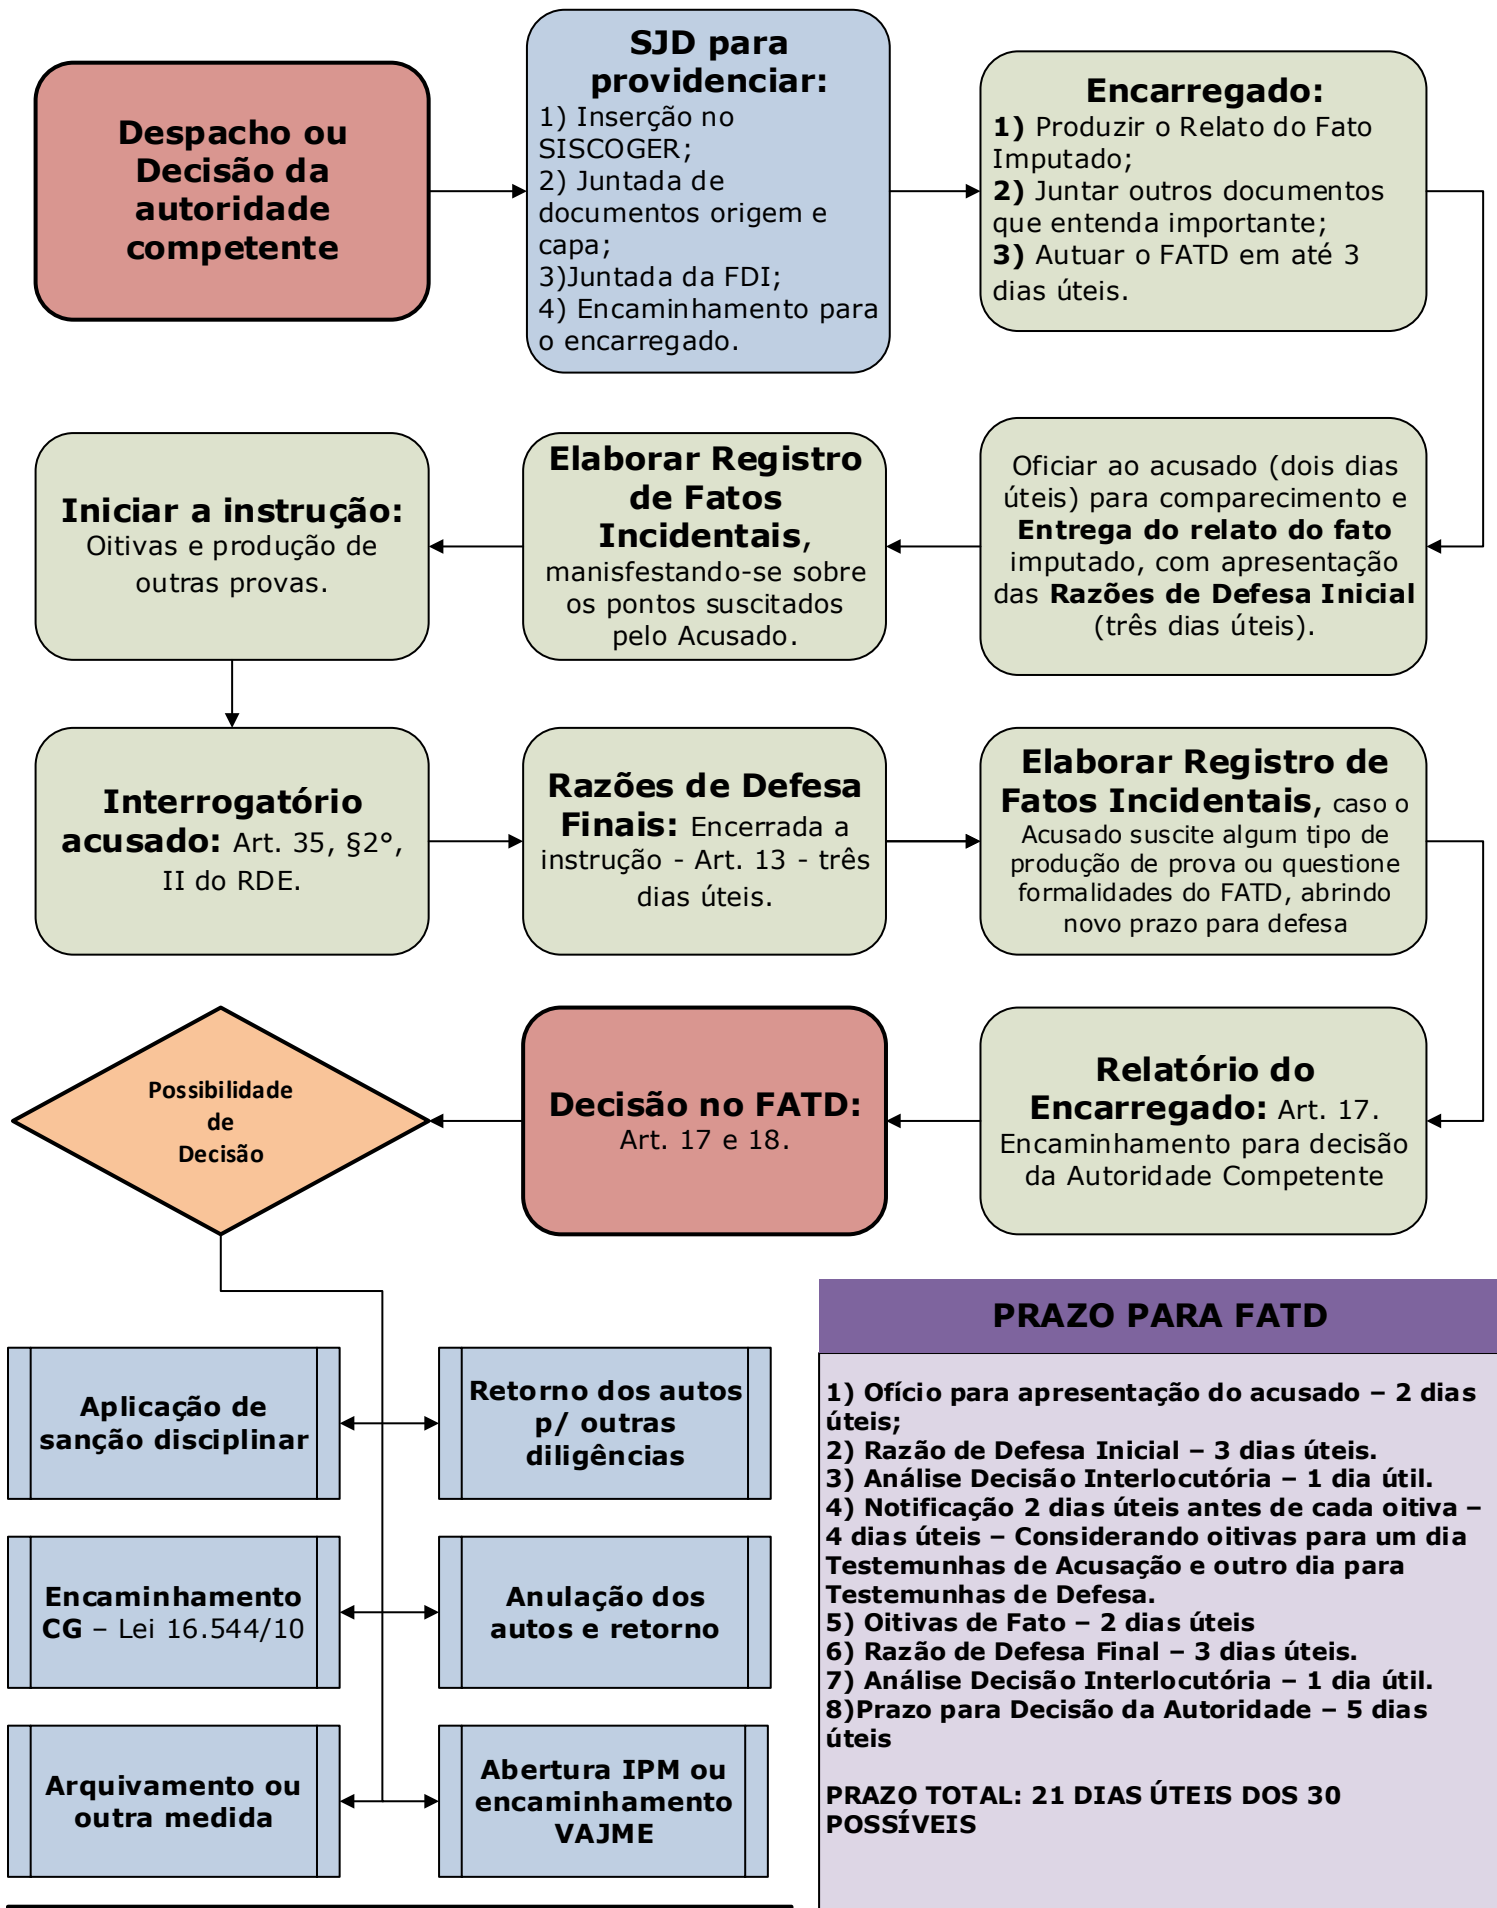 Despacho ou
Decisão da
autoridade
competente
SJD para
providenciar:
1) Inserção no
SISCOGER;
2) Juntada de
documentos origem e
capa;
3)Juntada da FDI;
4) Encaminhamento para
o encarregado.
Encarregado:
1) Produzir o Relato do Fato
Imputado;
2) Juntar outros documentos
que entenda importante;
3) Autuar o FATD em até 3
dias úteis.
Oficiar ao acusado (dois dias
úteis) para comparecimento e
Entrega do relato do fato
imputado, com apresentação
das Razões de Defesa Inicial
(três dias úteis).
Elaborar Registro
de Fatos
Incidentais,
manisfestando-se sobre
os pontos suscitados
pelo Acusado.
Iniciar a instrução:
Oitivas e produção de
outras provas.
Interrogatório
acusado: Art. 35, §2°,
II do RDE.
Razões de Defesa
Finais: Encerrada a
instrução - Art. 13 - três
dias úteis.
Elaborar Registro de
Fatos Incidentais, caso o
Acusado suscite algum tipo de
produção de prova ou questione
formalidades do FATD, abrindo
novo prazo para defesa
Relatório do
Encarregado: Art. 17.
Encaminhamento para decisão
da Autoridade Competente
Decisão no FATD:
Art. 17 e 18.
Possibilidade
de
Decisão
Aplicação de
sanção disciplinar
Retorno dos autos
p/ outras
diligências
Encaminhamento
CG – Lei 16.544/10
Anulação dos
autos e retorno
Arquivamento ou
outra medida
Abertura IPM ou
encaminhamento
VAJME
PRAZO PARA FATD
1) Ofício para apresentação do acusado – 2 dias
úteis;
2) Razão de Defesa Inicial – 3 dias úteis.
3) Análise Decisão Interlocutória – 1 dia útil.
4) Notificação 2 dias úteis antes de cada oitiva –
4 dias úteis – Considerando oitivas para um dia
Testemunhas de Acusação e outro dia para
Testemunhas de Defesa.
5) Oitivas de Fato – 2 dias úteis
6) Razão de Defesa Final – 3 dias úteis.
7) Análise Decisão Interlocutória – 1 dia útil.
8)Prazo para Decisão da Autoridade – 5 dias
úteis
PRAZO TOTAL: 21 DIAS ÚTEIS DOS 30
POSSÍVEIS